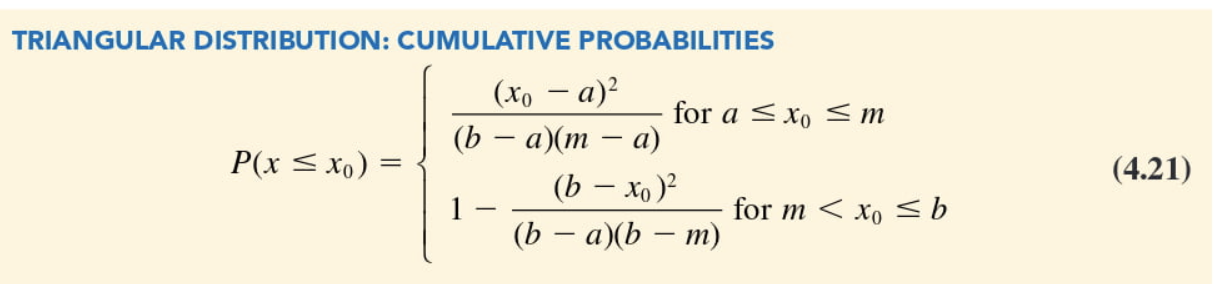 TRIANGULAR DISTRIBUTION: CUMULATIVE PROBABILITIES
(x₀ − a)²
(b − a)(m − a) for a ≤ x₀ ≤ m
P(x ≤ x₀) =
(4.21)
1 − (b − x₀)²
(b − a)(b − m) for m < x₀ ≤ b